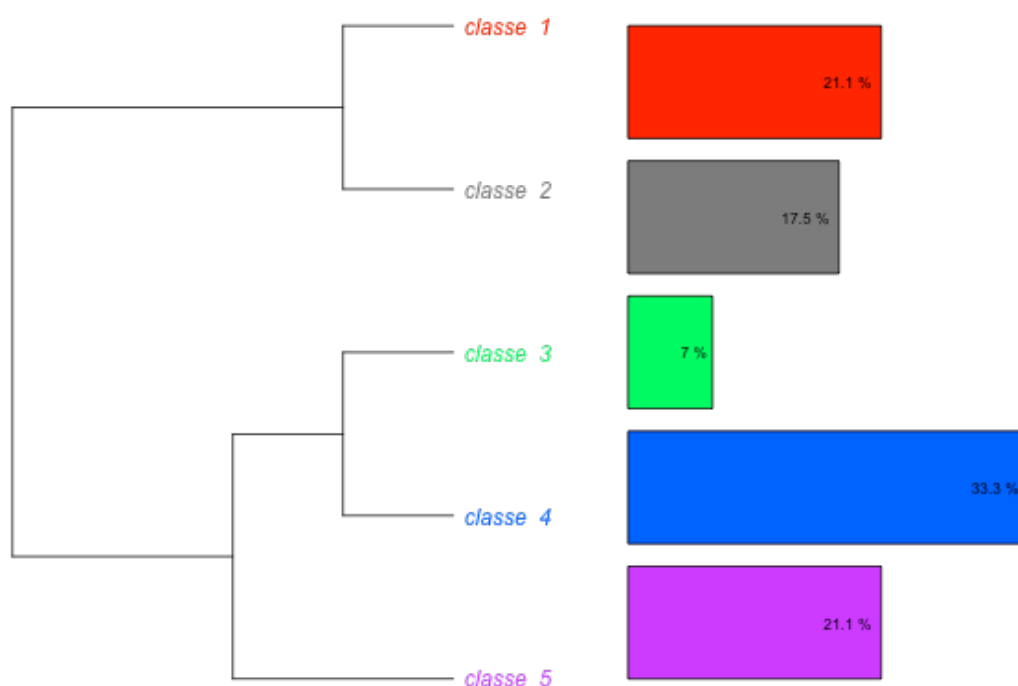 classe 1
21.1 %
classe 2
17.5 %
classe 3
7 %
classe 4
33.3 %
classe 5
21.1 %